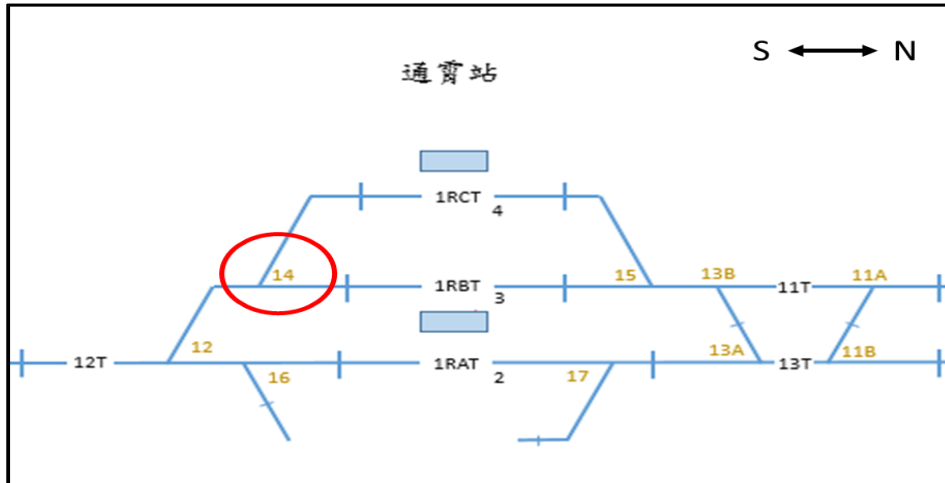 S N
通霄站
1RCT 4
14 1RBT 3 15 13B 11T 11A
12T 12 16 1RAT 2 17 13A 13T 11B